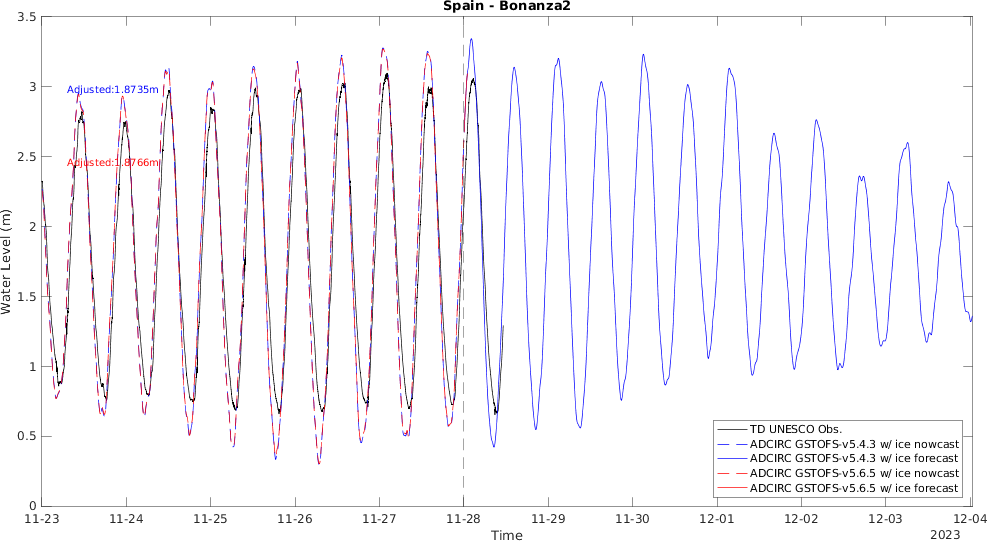 Spain - Bonanza2
3.5
3
2.5
2
1.5
1
0.5
0
Water Level (m)
Adjusted:1.8735m
Adjusted:1.8766m
TD UNESCO Obs.
ADCIRC GSTOFS-v5.4.3 w/ ice nowcast
ADCIRC GSTOFS-v5.4.3 w/ ice forecast
ADCIRC GSTOFS-v5.6.5 w/ ice nowcast
ADCIRC GSTOFS-v5.6.5 w/ ice forecast
11-23 11-24 11-25 11-26 11-27 11-28 11-29 11-30 12-01 12-02 12-03 12-04
Time
2023